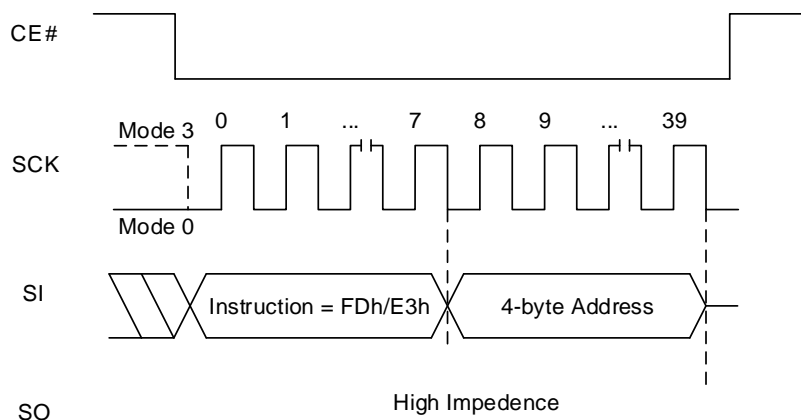 CE#
Mode 3 0 1 ... 7 8 9 ... 39
SCK
Mode 0
SI Instruction = FDh/E3h 4-byte Address
SO High Impedence